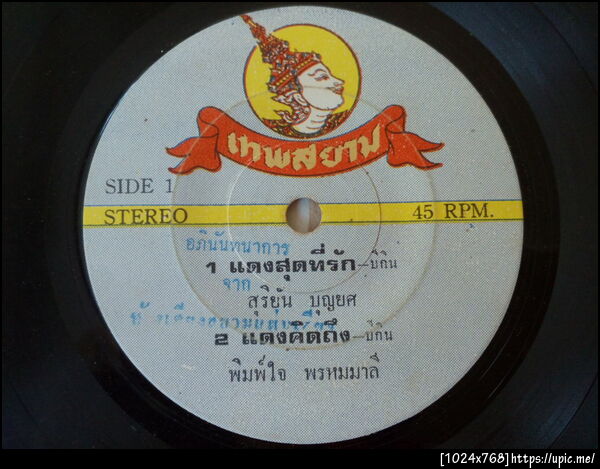 เทพสยาม
SIDE 1
STEREO 45 RPM.
อภินันทนาการ
1 แดงสุดที่รัก-บีกิน
จาก
สุริยัน บุญยศ
2 แดงคิดถึง-บีกิน
พิมพ์ใจ พรหมมาลี
[1024x768]https://upic.me/